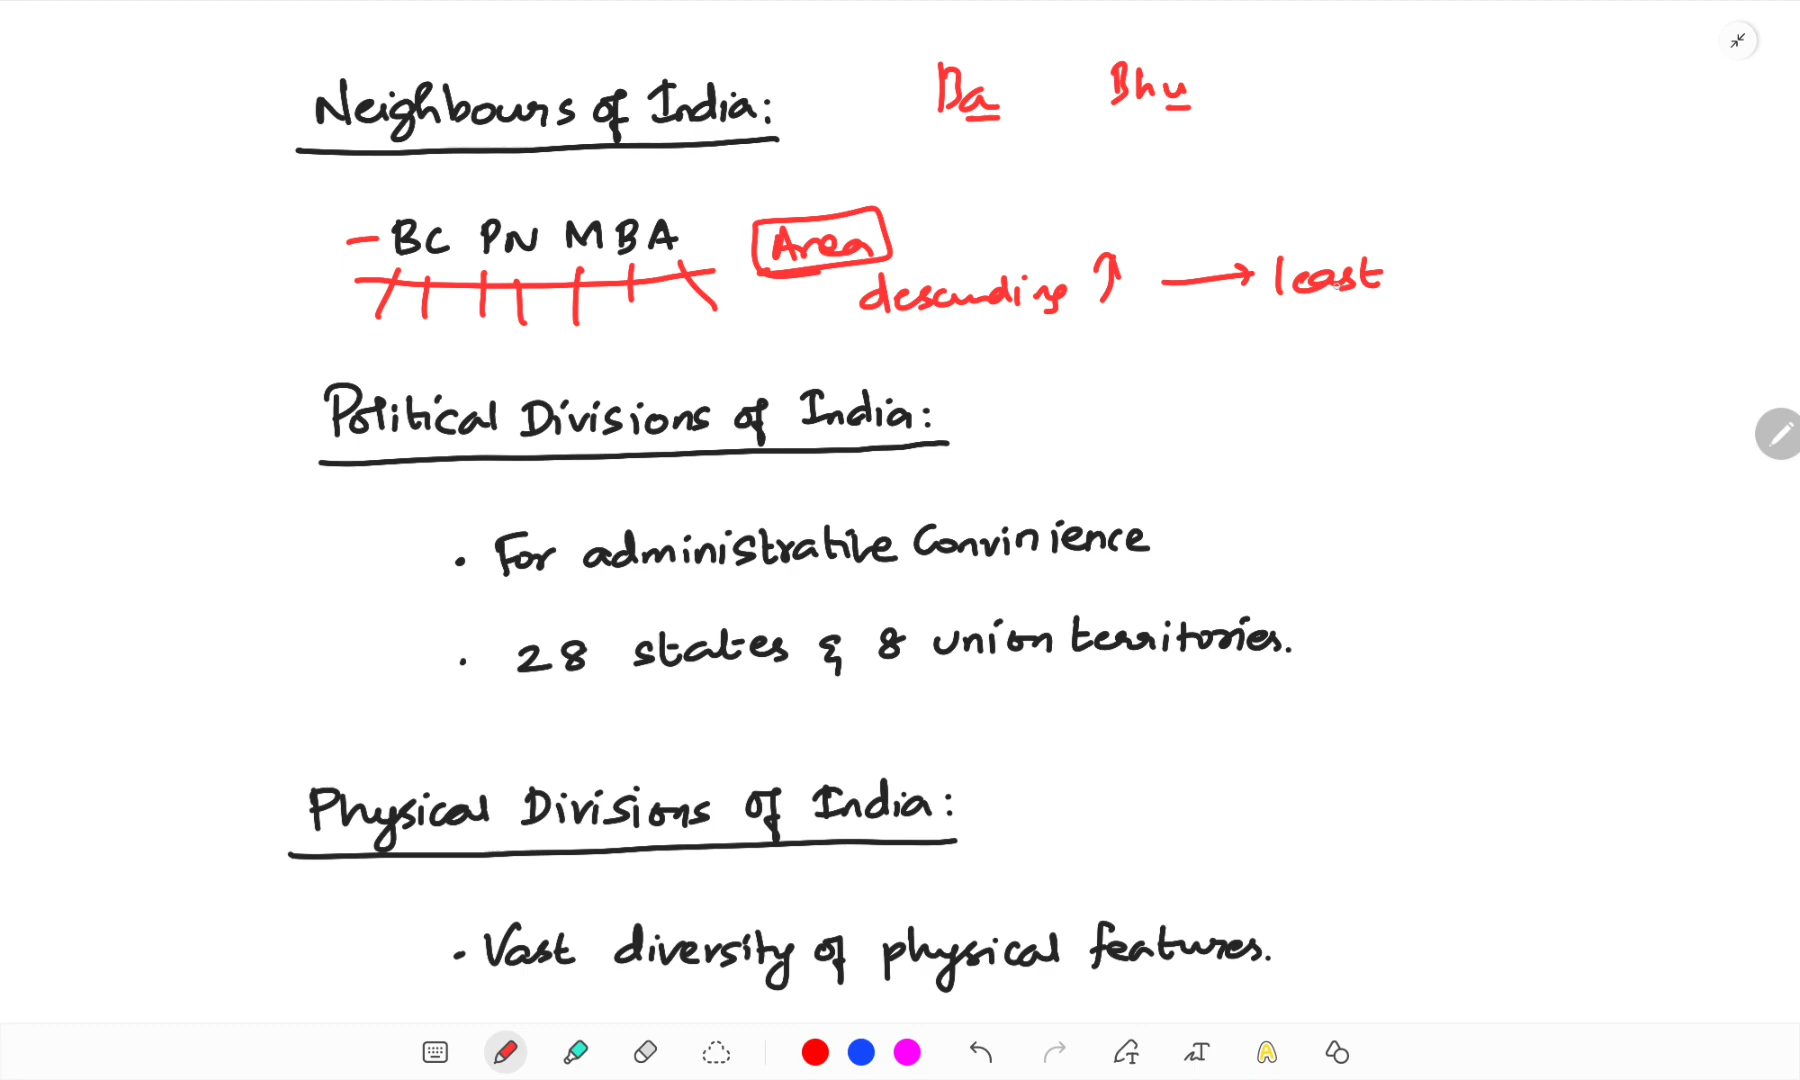 Neighbours of India:
Ba Bhu
- BC PN MBA
Area
descending ↑ → least
Political Divisions of India:
. For administrative Convinience
. 28 states & 8 union territories.
Physical Divisions of India:
. Vast diversity of physical features.